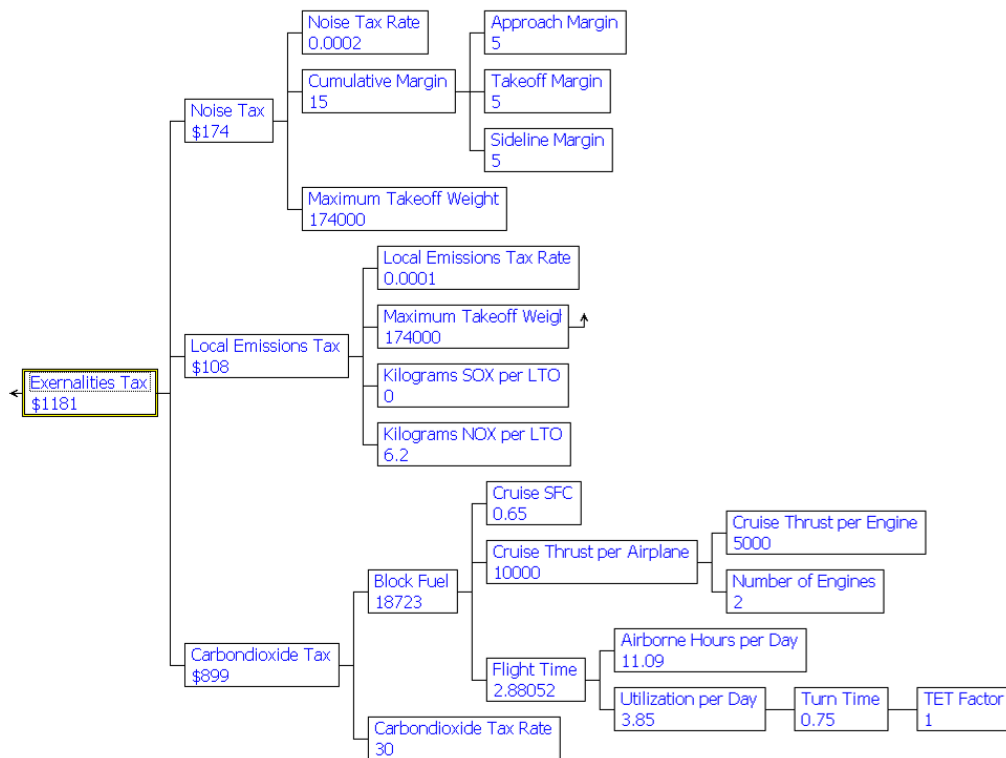 Noise Tax Rate
0.0002
Approach Margin
5
Cumulative Margin
15
Takeoff Margin
5
Noise Tax
$174
Sideline Margin
5
Maximum Takeoff Weight
174000
Local Emissions Tax Rate
0.0001
Maximum Takeoff Weigh
174000
Local Emissions Tax
$108
Kilograms SOX per LTO
0
Exernalities Tax
$1181
Kilograms NOX per LTO
6.2
Cruise SFC
0.65
Cruise Thrust per Engine
5000
Cruise Thrust per Airplane
10000
Block Fuel
18723
Number of Engines
2
Airborne Hours per Day
11.09
Carbondioxide Tax
$899
Flight Time
2.88052
Utilization per Day
3.85
Turn Time
0.75
TET Factor
1
Carbondioxide Tax Rate
30